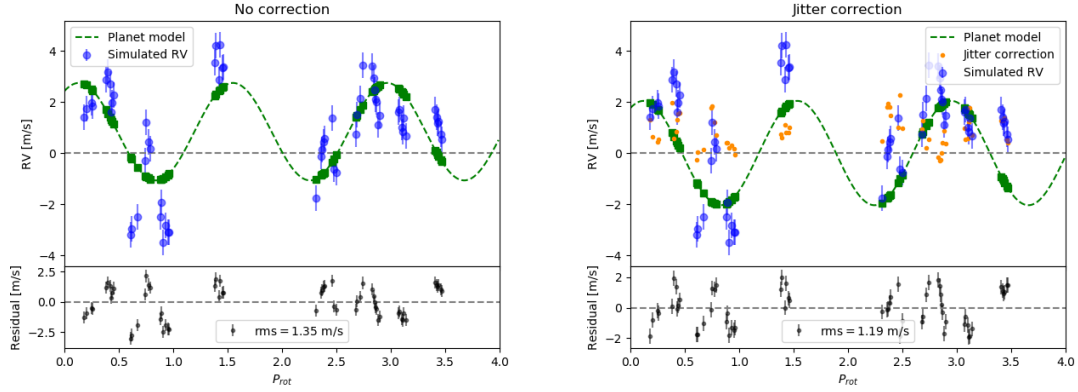 No correction
Planet model
Simulated RV
RV [m/s]
4
2
0
−2
−4
Residual [m/s]
2.5
0.0
−2.5
rms = 1.35 m/s
0.0 0.5 1.0 1.5 2.0 2.5 3.0 3.5 4.0
P_rot
Jitter correction
Planet model
Jitter correction
Simulated RV
RV [m/s]
4
2
0
−2
−4
Residual [m/s]
2
0
−2
rms = 1.19 m/s
0.0 0.5 1.0 1.5 2.0 2.5 3.0 3.5 4.0
P_rot